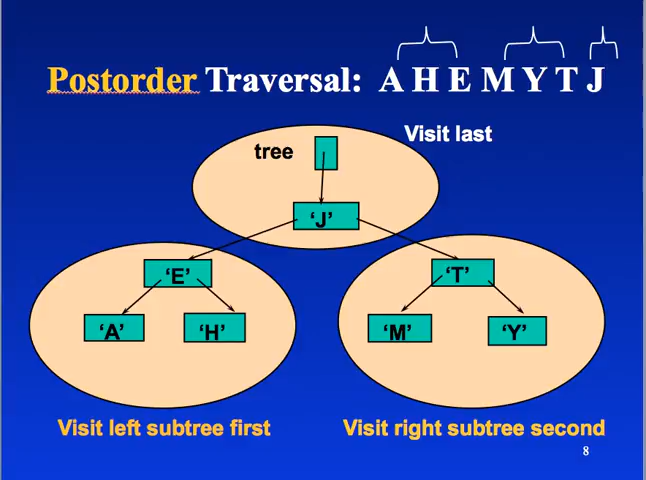 Postorder Traversal: A H E M Y T J
Visit last
tree
‘J’
‘E’
‘T’
‘A’
‘H’
‘M’
‘Y’
Visit left subtree first
Visit right subtree second
8